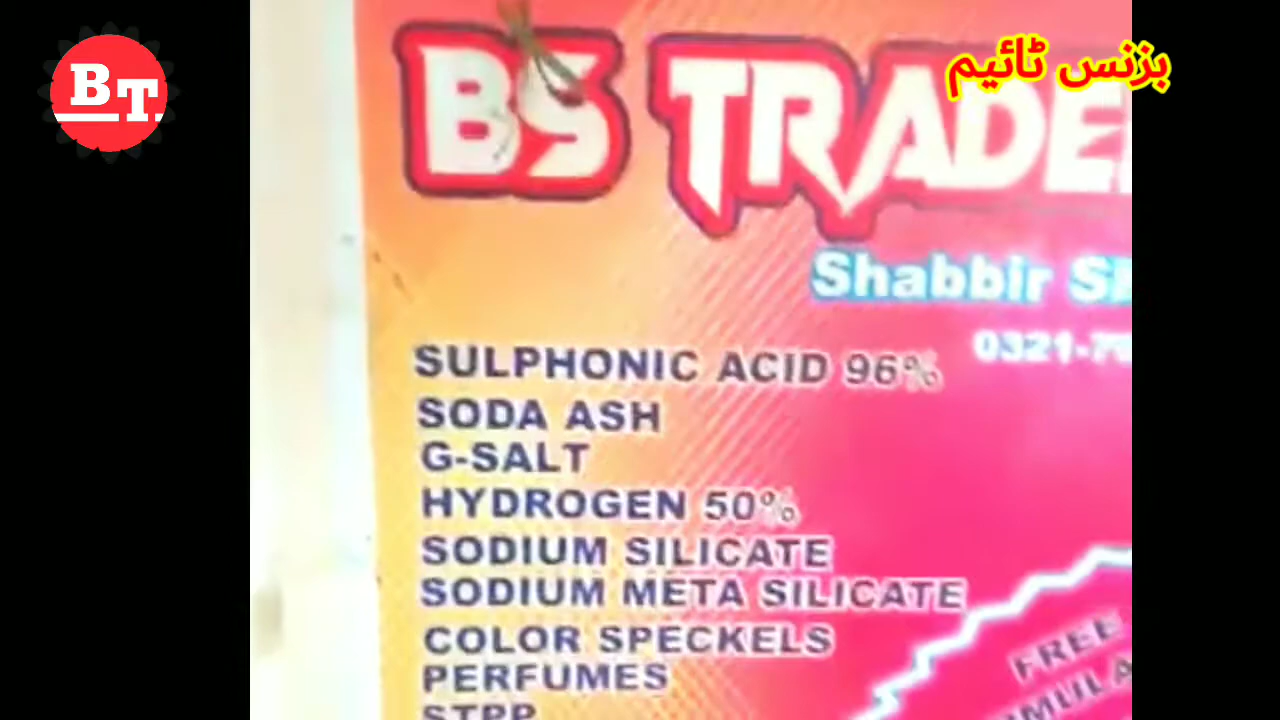 BT
بزنس ٹائیم
BS
Shabbir
SULPHONIC ACID 96%
SODA ASH
G-SALT
HYDROGEN 50%
SODIUM SILICATE
SODIUM META SILICATE
COLOR SPECKELS
PERFUMES
STPP
FREE